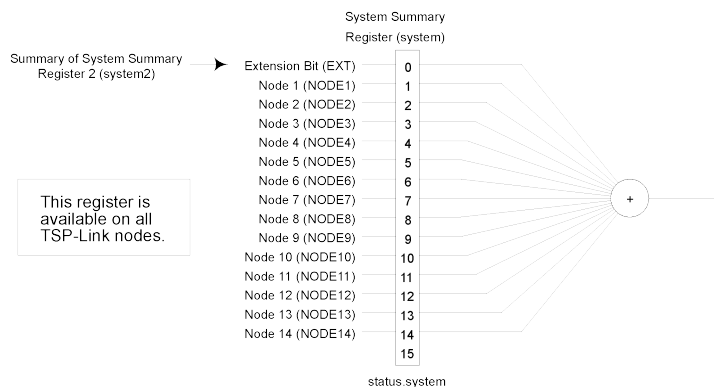 System Summary
Register (system)
Summary of System Summary
Register 2 (system2)
Extension Bit (EXT) 0
Node 1 (NODE1) 1
Node 2 (NODE2) 2
Node 3 (NODE3) 3
Node 4 (NODE4) 4
Node 5 (NODE5) 5
Node 6 (NODE6) 6
Node 7 (NODE7) 7
Node 8 (NODE8) 8
Node 9 (NODE9) 9
Node 10 (NODE10) 10
Node 11 (NODE11) 11
Node 12 (NODE12) 12
Node 13 (NODE13) 13
Node 14 (NODE14) 14
15
+
This register is
available on all
TSP-Link nodes.
status.system